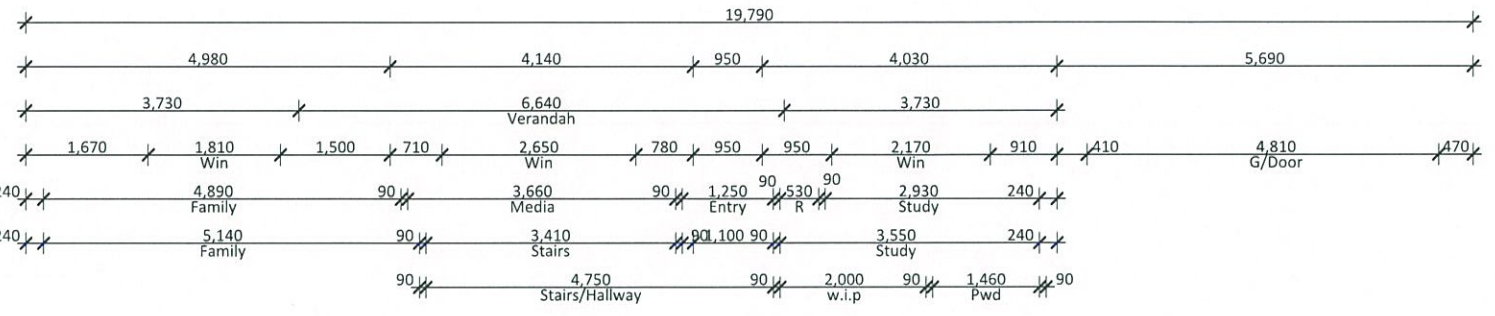 19,790
4,980 4,140 950 4,030 5,690
3,730 6,640 3,730
Verandah
1,670 1,810 1,500 710 2,650 780 950 950 2,170 910 410 4,810 470
Win Win Win G/Door
240 4,890 90 3,660 90 1,250 90 530 90 2,930 240
Family Media Entry R Study
240 5,140 90 3,410 90 1,100 90 3,550 240
Family Stairs Study
90 4,750 90 2,000 90 1,460 90
Stairs/Hallway w.i.p Pwd